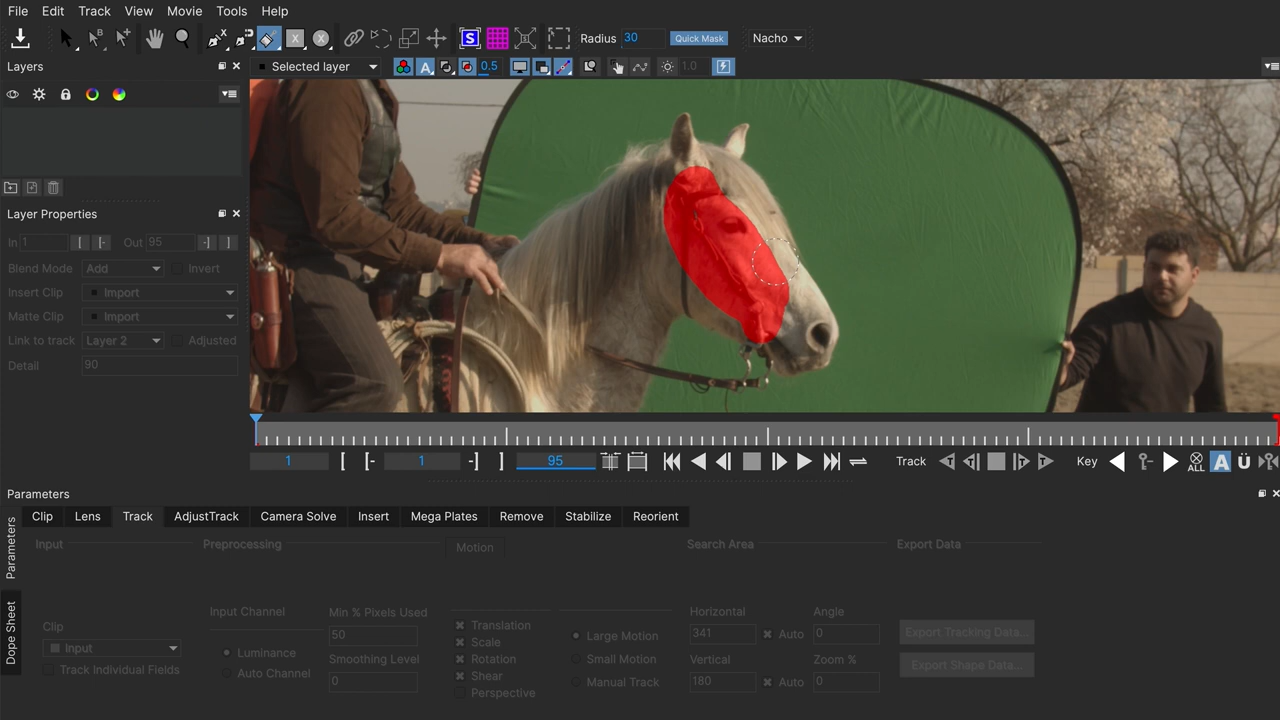 File Edit Track View Movie Tools Help
S Radius 30 Quick Mask Nacho
Layers
Selected layer A 0.5 1.0
Layer Properties
In 1 [ [- Out 95 -] ]
Blend Mode Add Invert
Insert Clip Import
Matte Clip Import
Link to track Layer 2 Adjusted
Detail 90
1 [ [- 1 -] ] 95 Track T T T T Key ALL A Ü
Parameters
Clip Lens Track AdjustTrack Camera Solve Insert Mega Plates Remove Stabilize Reorient
Parameters
Dope Sheet
Input Preprocessing Motion Search Area Export Data
Input Channel Min % Pixels Used Horizontal Angle
50 Translation 341 Auto 0 Export Tracking Data...
Clip Scale Large Motion
Input Luminance Smoothing Level Rotation Small Motion Vertical Zoom % Export Shape Data...
Track Individual Fields Auto Channel 0 Shear Manual Track 180 Auto 0
Perspective